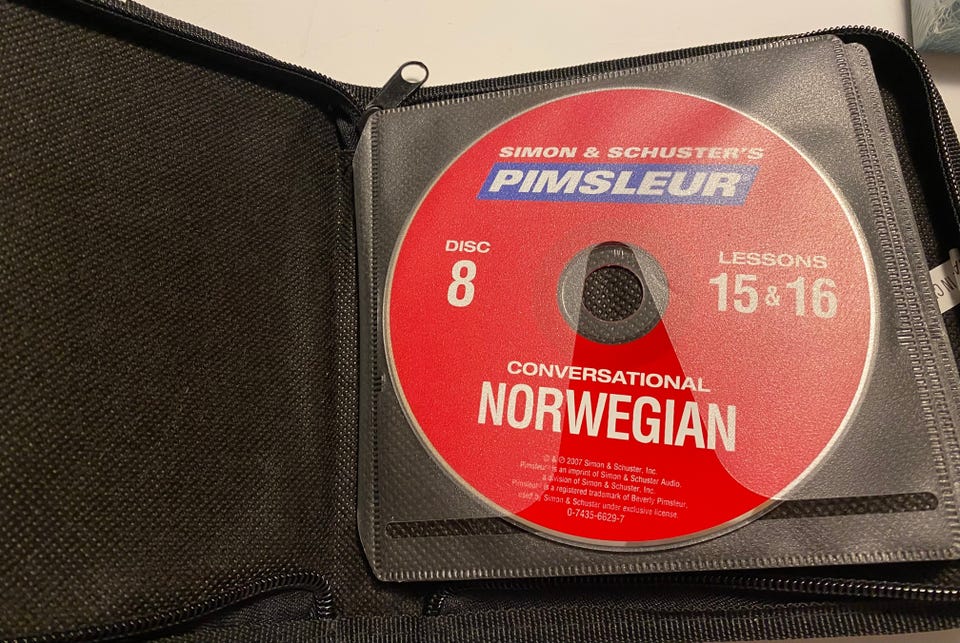 SIMON & SCHUSTER'S
PIMSLEUR
DISC
8
LESSONS
15 & 16
CONVERSATIONAL
NORWEGIAN
© & ℗ 2007 Simon & Schuster, Inc.
Pimsleur® is an imprint of Simon & Schuster Audio,
a division of Simon & Schuster, Inc.
Pimsleur® is a registered trademark of Beverly Pimsleur,
used by Simon & Schuster under exclusive license.
0-7435-6629-7